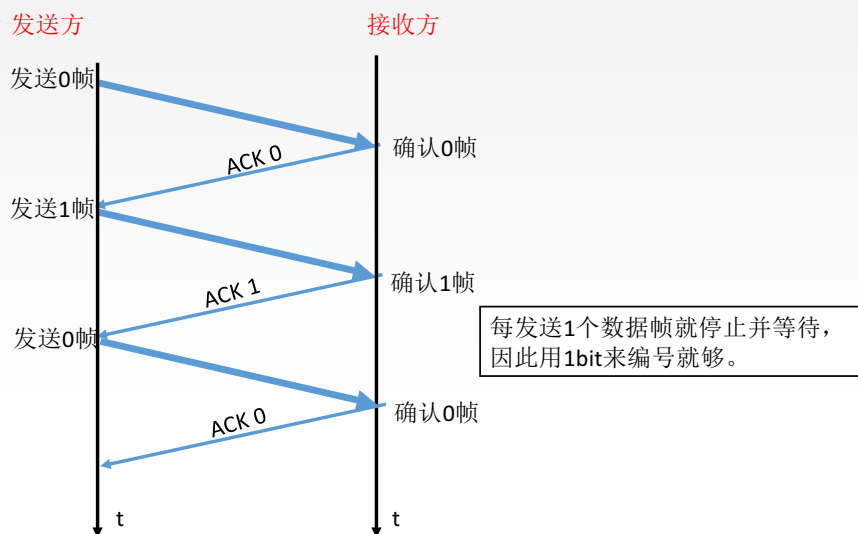 发送方
接收方
发送0帧
ACK 0
确认0帧
发送1帧
ACK 1
确认1帧
发送0帧
每发送1个数据帧就停止并等待，
因此用1bit来编号就够。
ACK 0
确认0帧
t
t